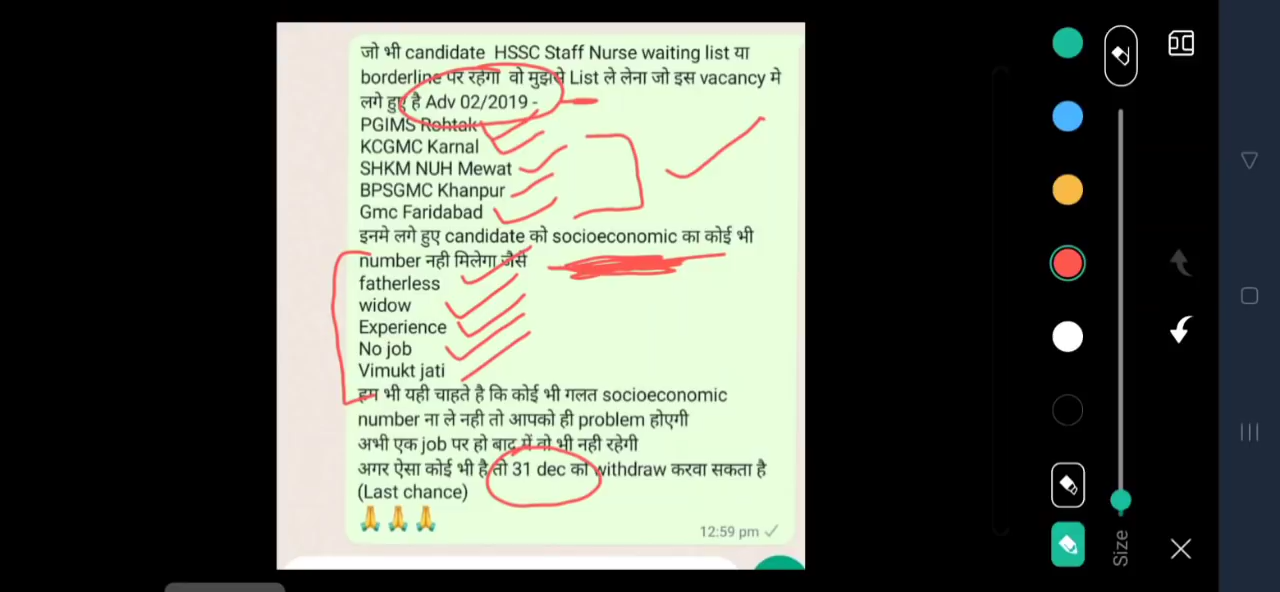 जो भी candidate HSSC Staff Nurse waiting list या
borderline पर रहेगा वो मुझसे List ले लेना जो इस vacancy मे
लगे हुए है Adv 02/2019 -
PGIMS Rohtak
KCGMC Karnal
SHKM NUH Mewat
BPSGMC Khanpur
Gmc Faridabad
इनमे लगे हुए candidate को socioeconomic का कोई भी
number नही मिलेगा जैसे
fatherless
widow
Experience
No job
Vimukt jati
हम भी यही चाहते है कि कोई भी गलत socioeconomic
number ना ले नही तो आपको ही problem होएगी
अभी एक job पर हो बाद में वो भी नही रहेगी
अगर ऐसा कोई भी है तो 31 dec को withdraw करवा सकता है
(Last chance)
🙏 🙏 🙏
12:59 pm
Size